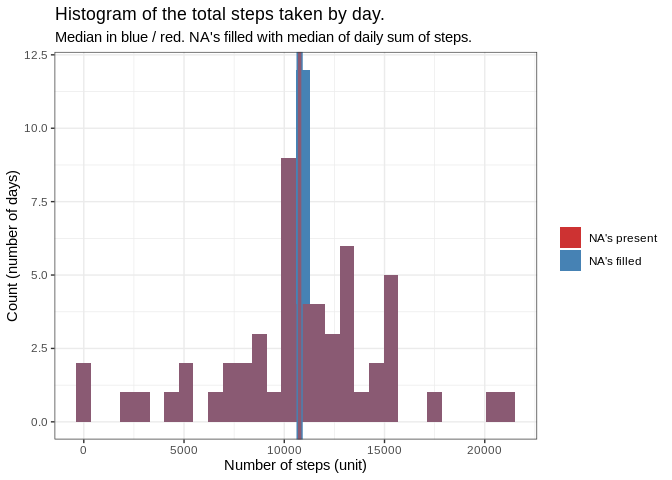 Histogram of the total steps taken by day.
Median in blue / red. NA's filled with median of daily sum of steps.
12.5
10.0
7.5
5.0
2.5
0.0
Count (number of days)
0 5000 10000 15000 20000
Number of steps (unit)
NA's present
NA's filled